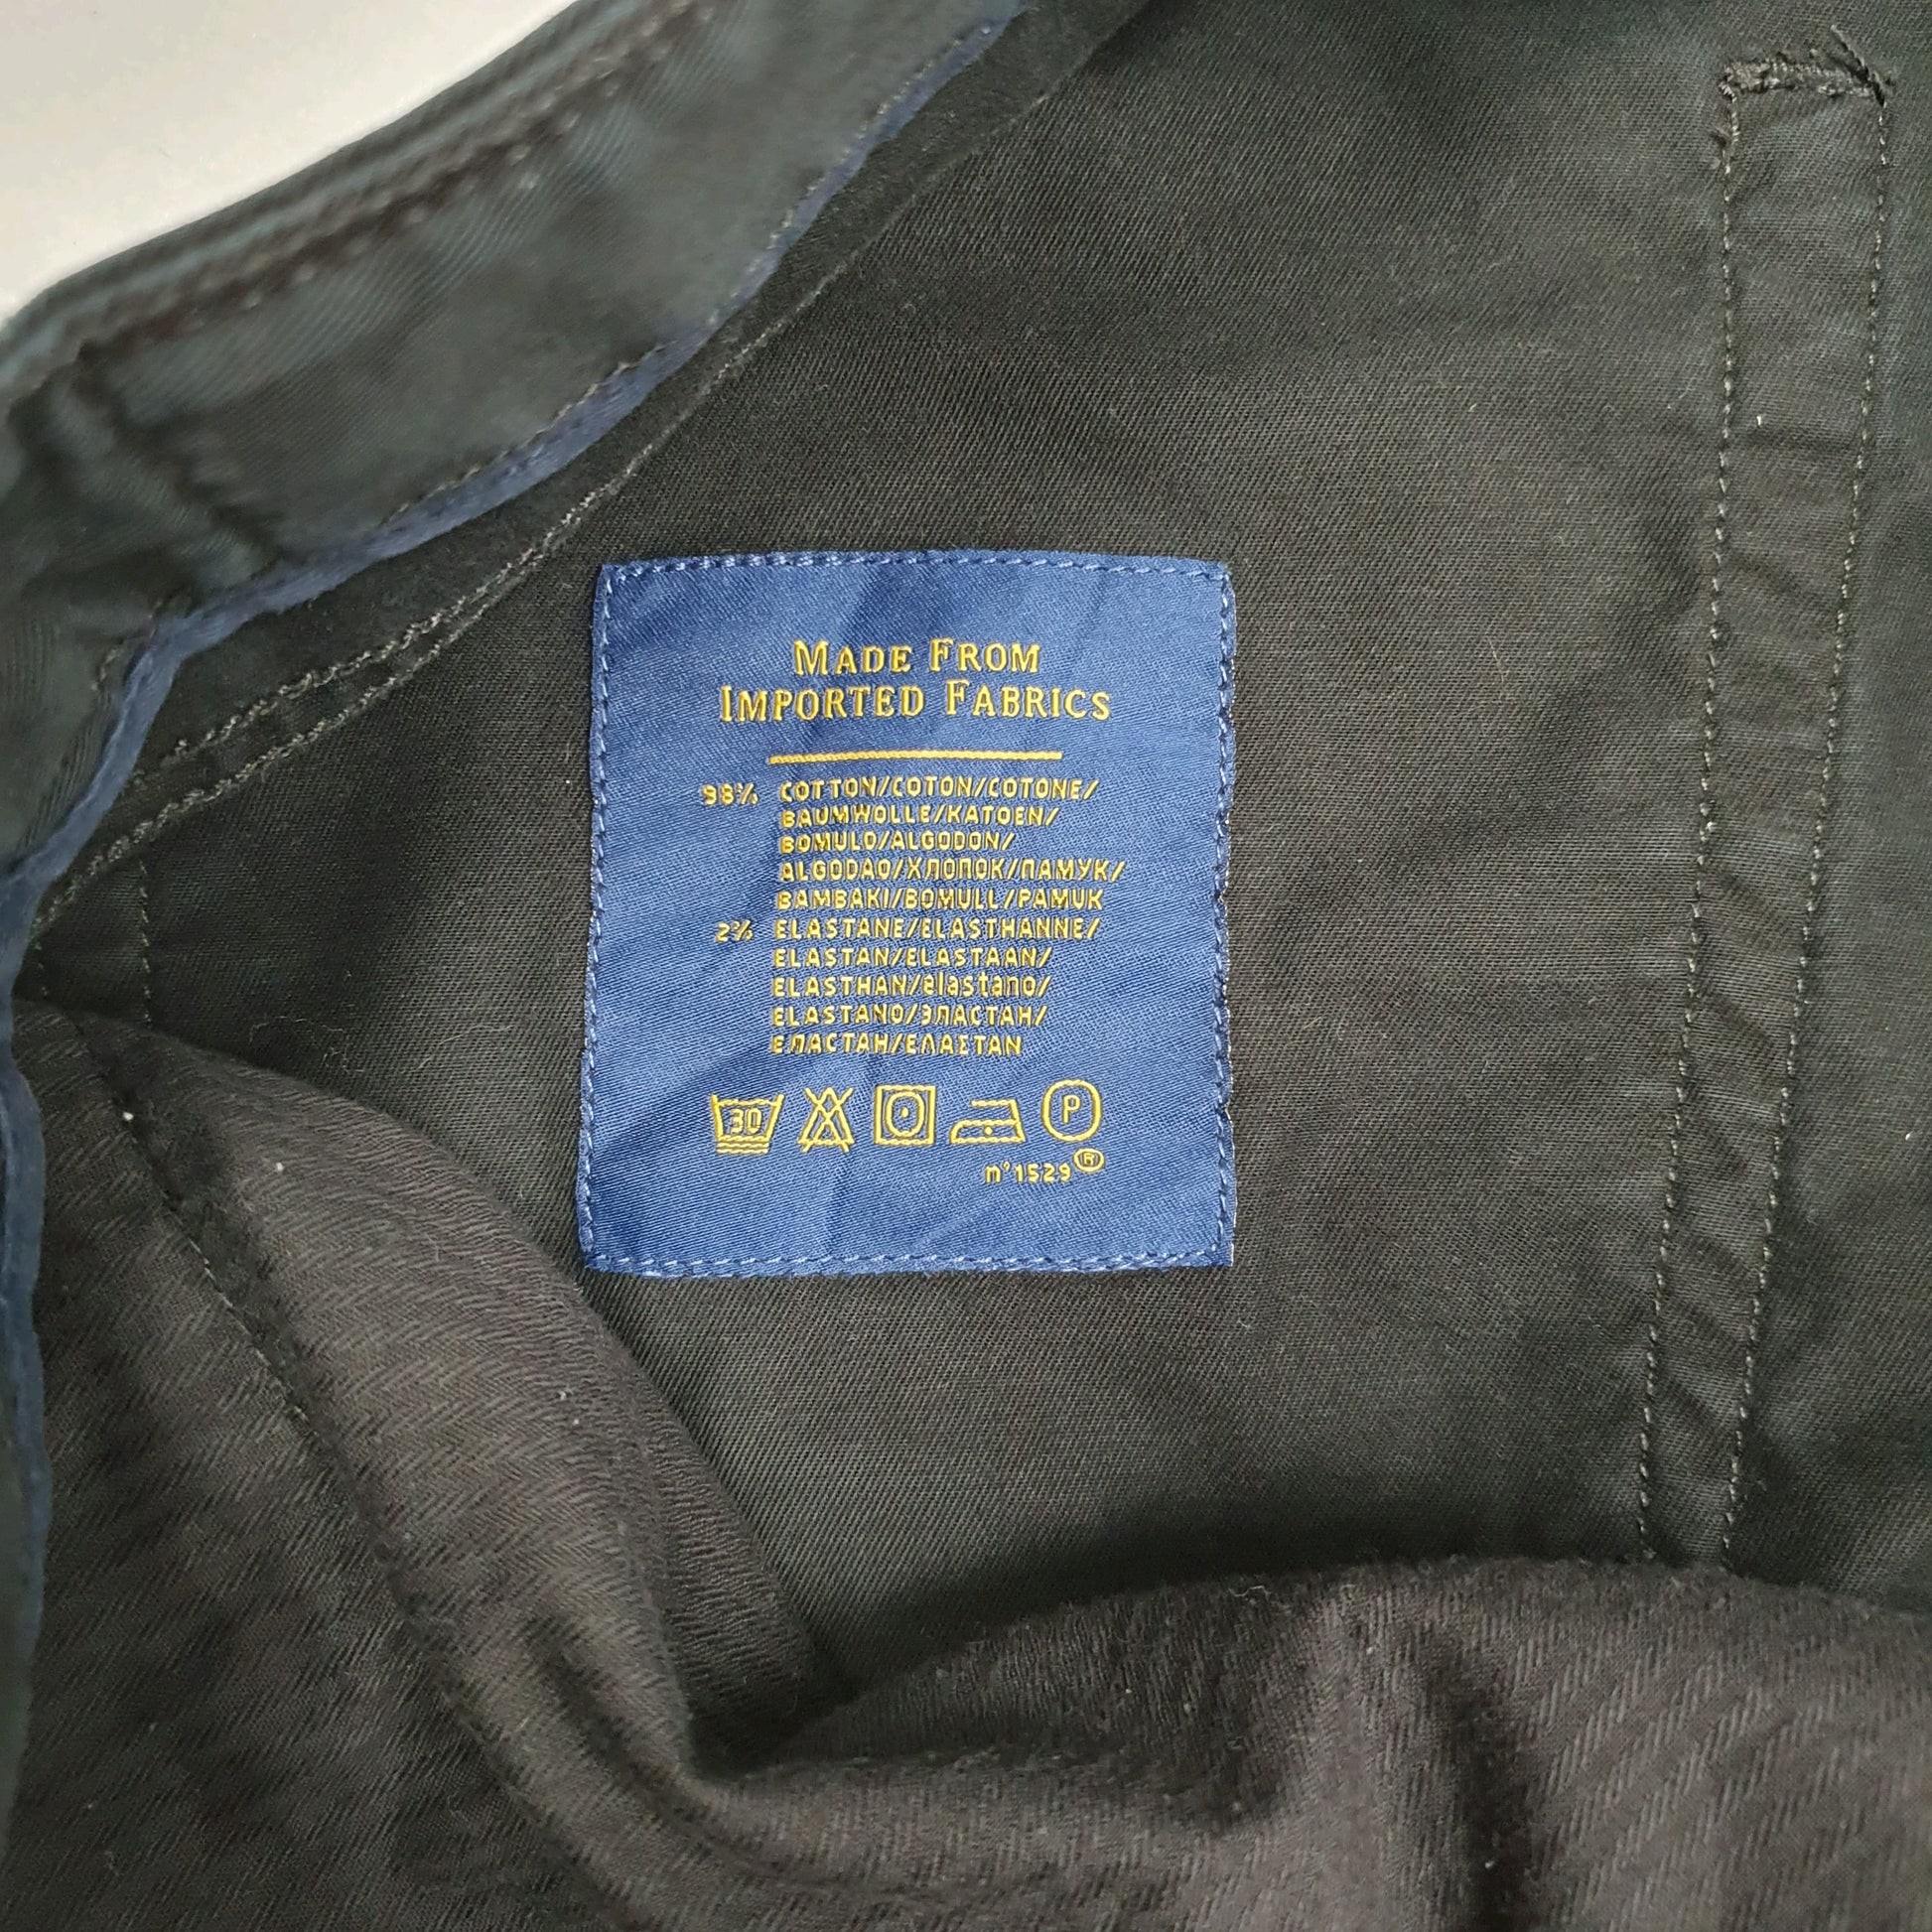 MADE FROM
IMPORTED FABRICS
98% COTTON/COTON/COTONE/
BAUMWOLLE/KATOEN/
BOMULD/ALGODON/
ALGODAO/ХЛОПОК/ПАМУК/
BAMBAKI/BOMULL/PAMUK
2% ELASTANE/ELASTHANNE/
ELASTAN/ELASTAAN/
ELASTHAN/elastano/
ELASTANO/ЭЛАСТАН/
ЕЛАСТАН/ΕΛΑΣΤΑΝ
30 P
n°1529®